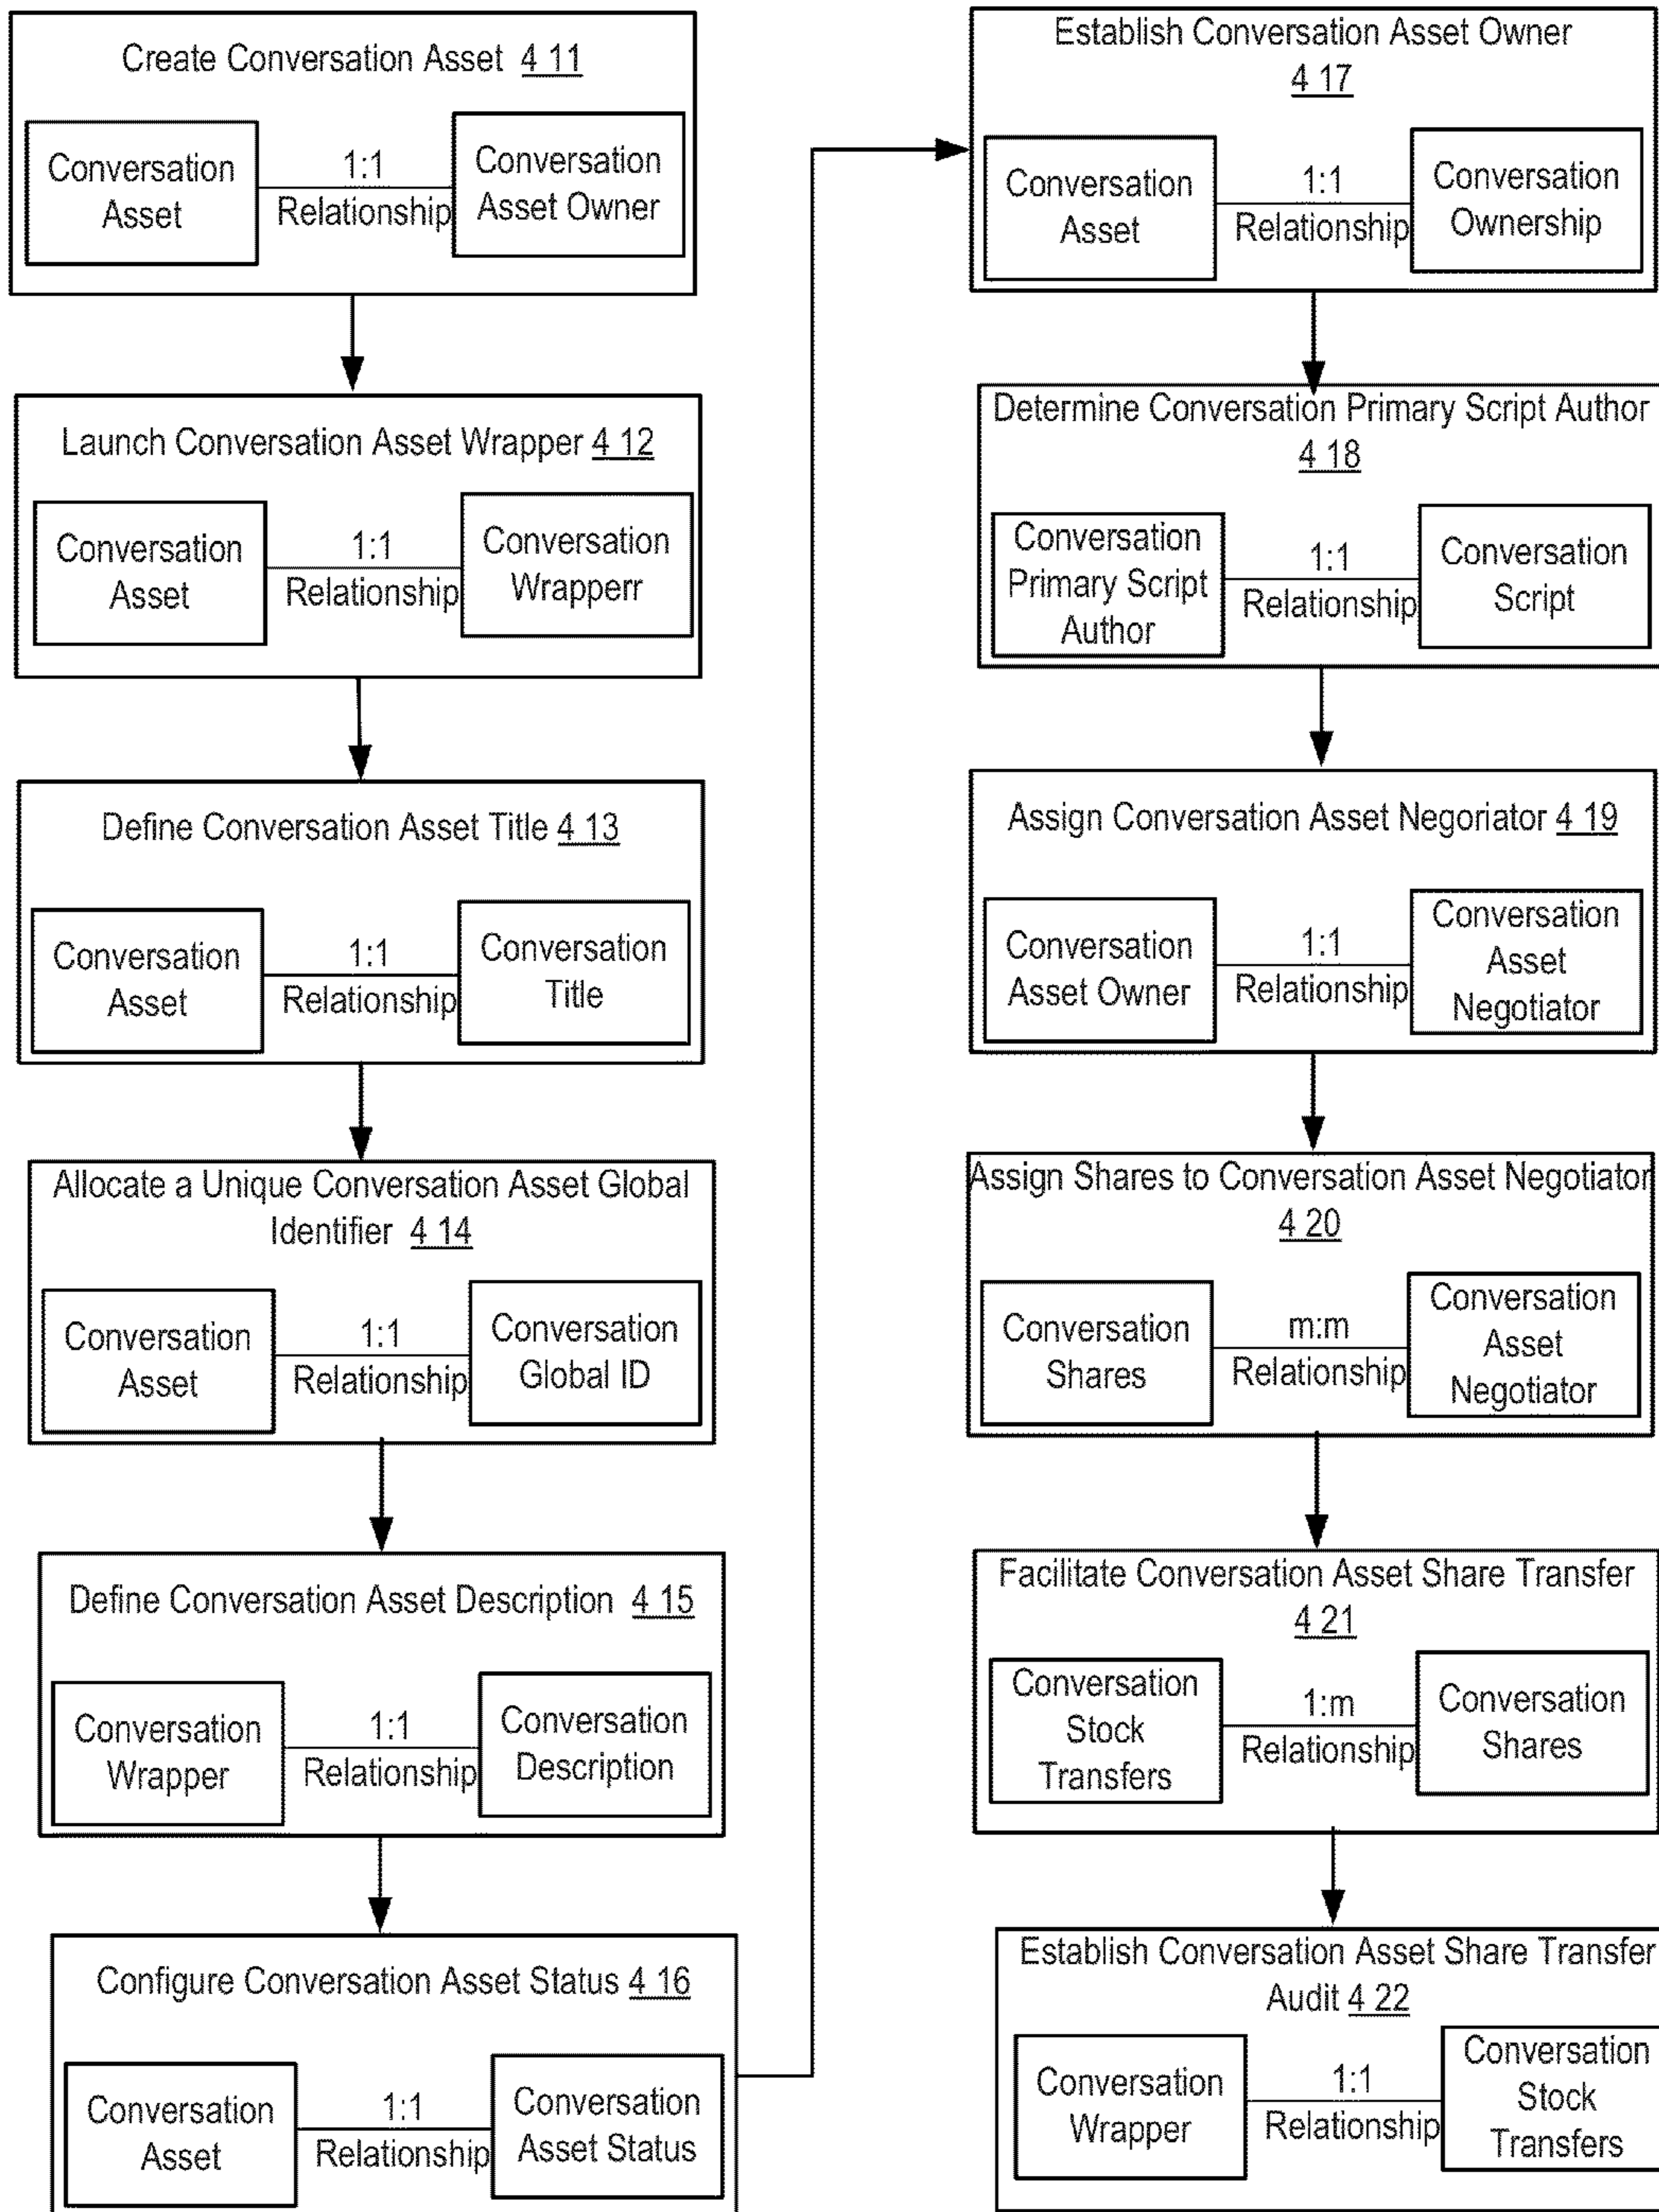 Create Conversation Asset 4 11
Conversation
Asset
1:1
Relationship
Conversation
Asset Owner
Launch Conversation Asset Wrapper 4 12
Conversation
Asset
1:1
Relationship
Conversation
Wrapperr
Define Conversation Asset Title 4 13
Conversation
Asset
1:1
Relationship
Conversation
Title
Allocate a Unique Conversation Asset Global
Identifier 4 14
Conversation
Asset
1:1
Relationship
Conversation
Global ID
Define Conversation Asset Description 4 15
Conversation
Wrapper
1:1
Relationship
Conversation
Description
Configure Conversation Asset Status 4 16
Conversation
Asset
1:1
Relationship
Conversation
Asset Status
Establish Conversation Asset Owner
4 17
Conversation
Asset
1:1
Relationship
Conversation
Ownership
Determine Conversation Primary Script Author
4 18
Conversation
Primary Script
Author
1:1
Relationship
Conversation
Script
Assign Conversation Asset Negoriator 4 19
Conversation
Asset Owner
1:1
Relationship
Conversation
Asset
Negotiator
Assign Shares to Conversation Asset Negotiator
4 20
Conversation
Shares
m:m
Relationship
Conversation
Asset
Negotiator
Facilitate Conversation Asset Share Transfer
4 21
Conversation
Stock
Transfers
1:m
Relationship
Conversation
Shares
Establish Conversation Asset Share Transfer
Audit 4 22
Conversation
Wrapper
1:1
Relationship
Conversation
Stock
Transfers